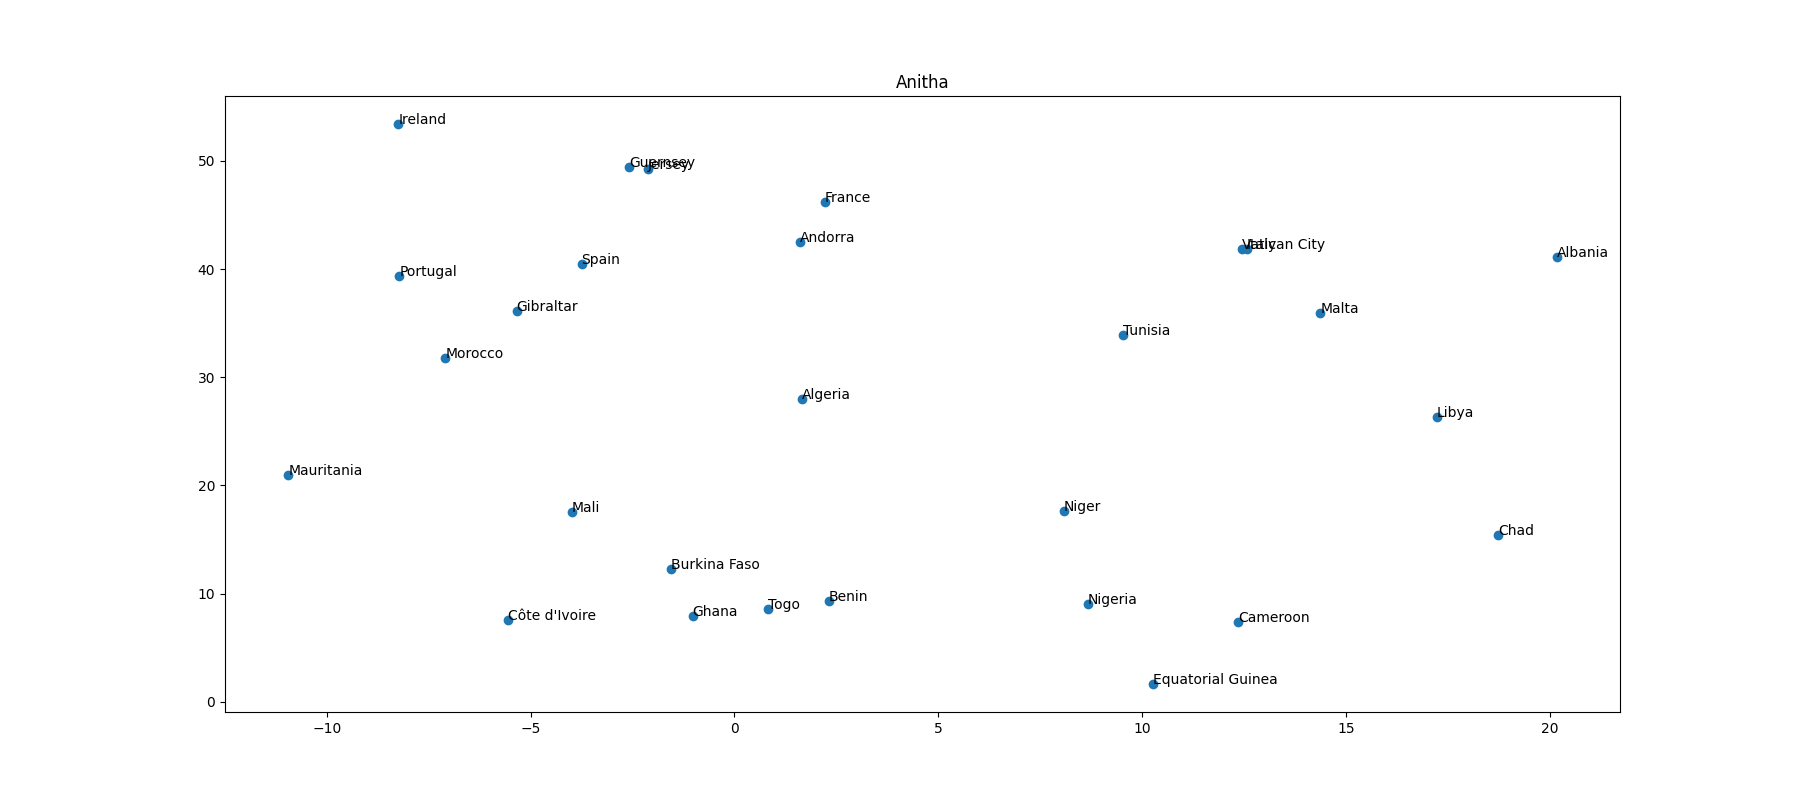 Anitha
Ireland
50
Guernsey
Jersey
France
Andorra
Vatican City
Italy
Albania
40
Spain
Portugal
Gibraltar
Malta
Tunisia
Morocco
30
Algeria
Libya
Mauritania
20
Mali
Niger
Chad
Burkina Faso
10
Benin
Nigeria
Togo
Ghana
Côte d'Ivoire
Cameroon
Equatorial Guinea
0
−10 −5 0 5 10 15 20